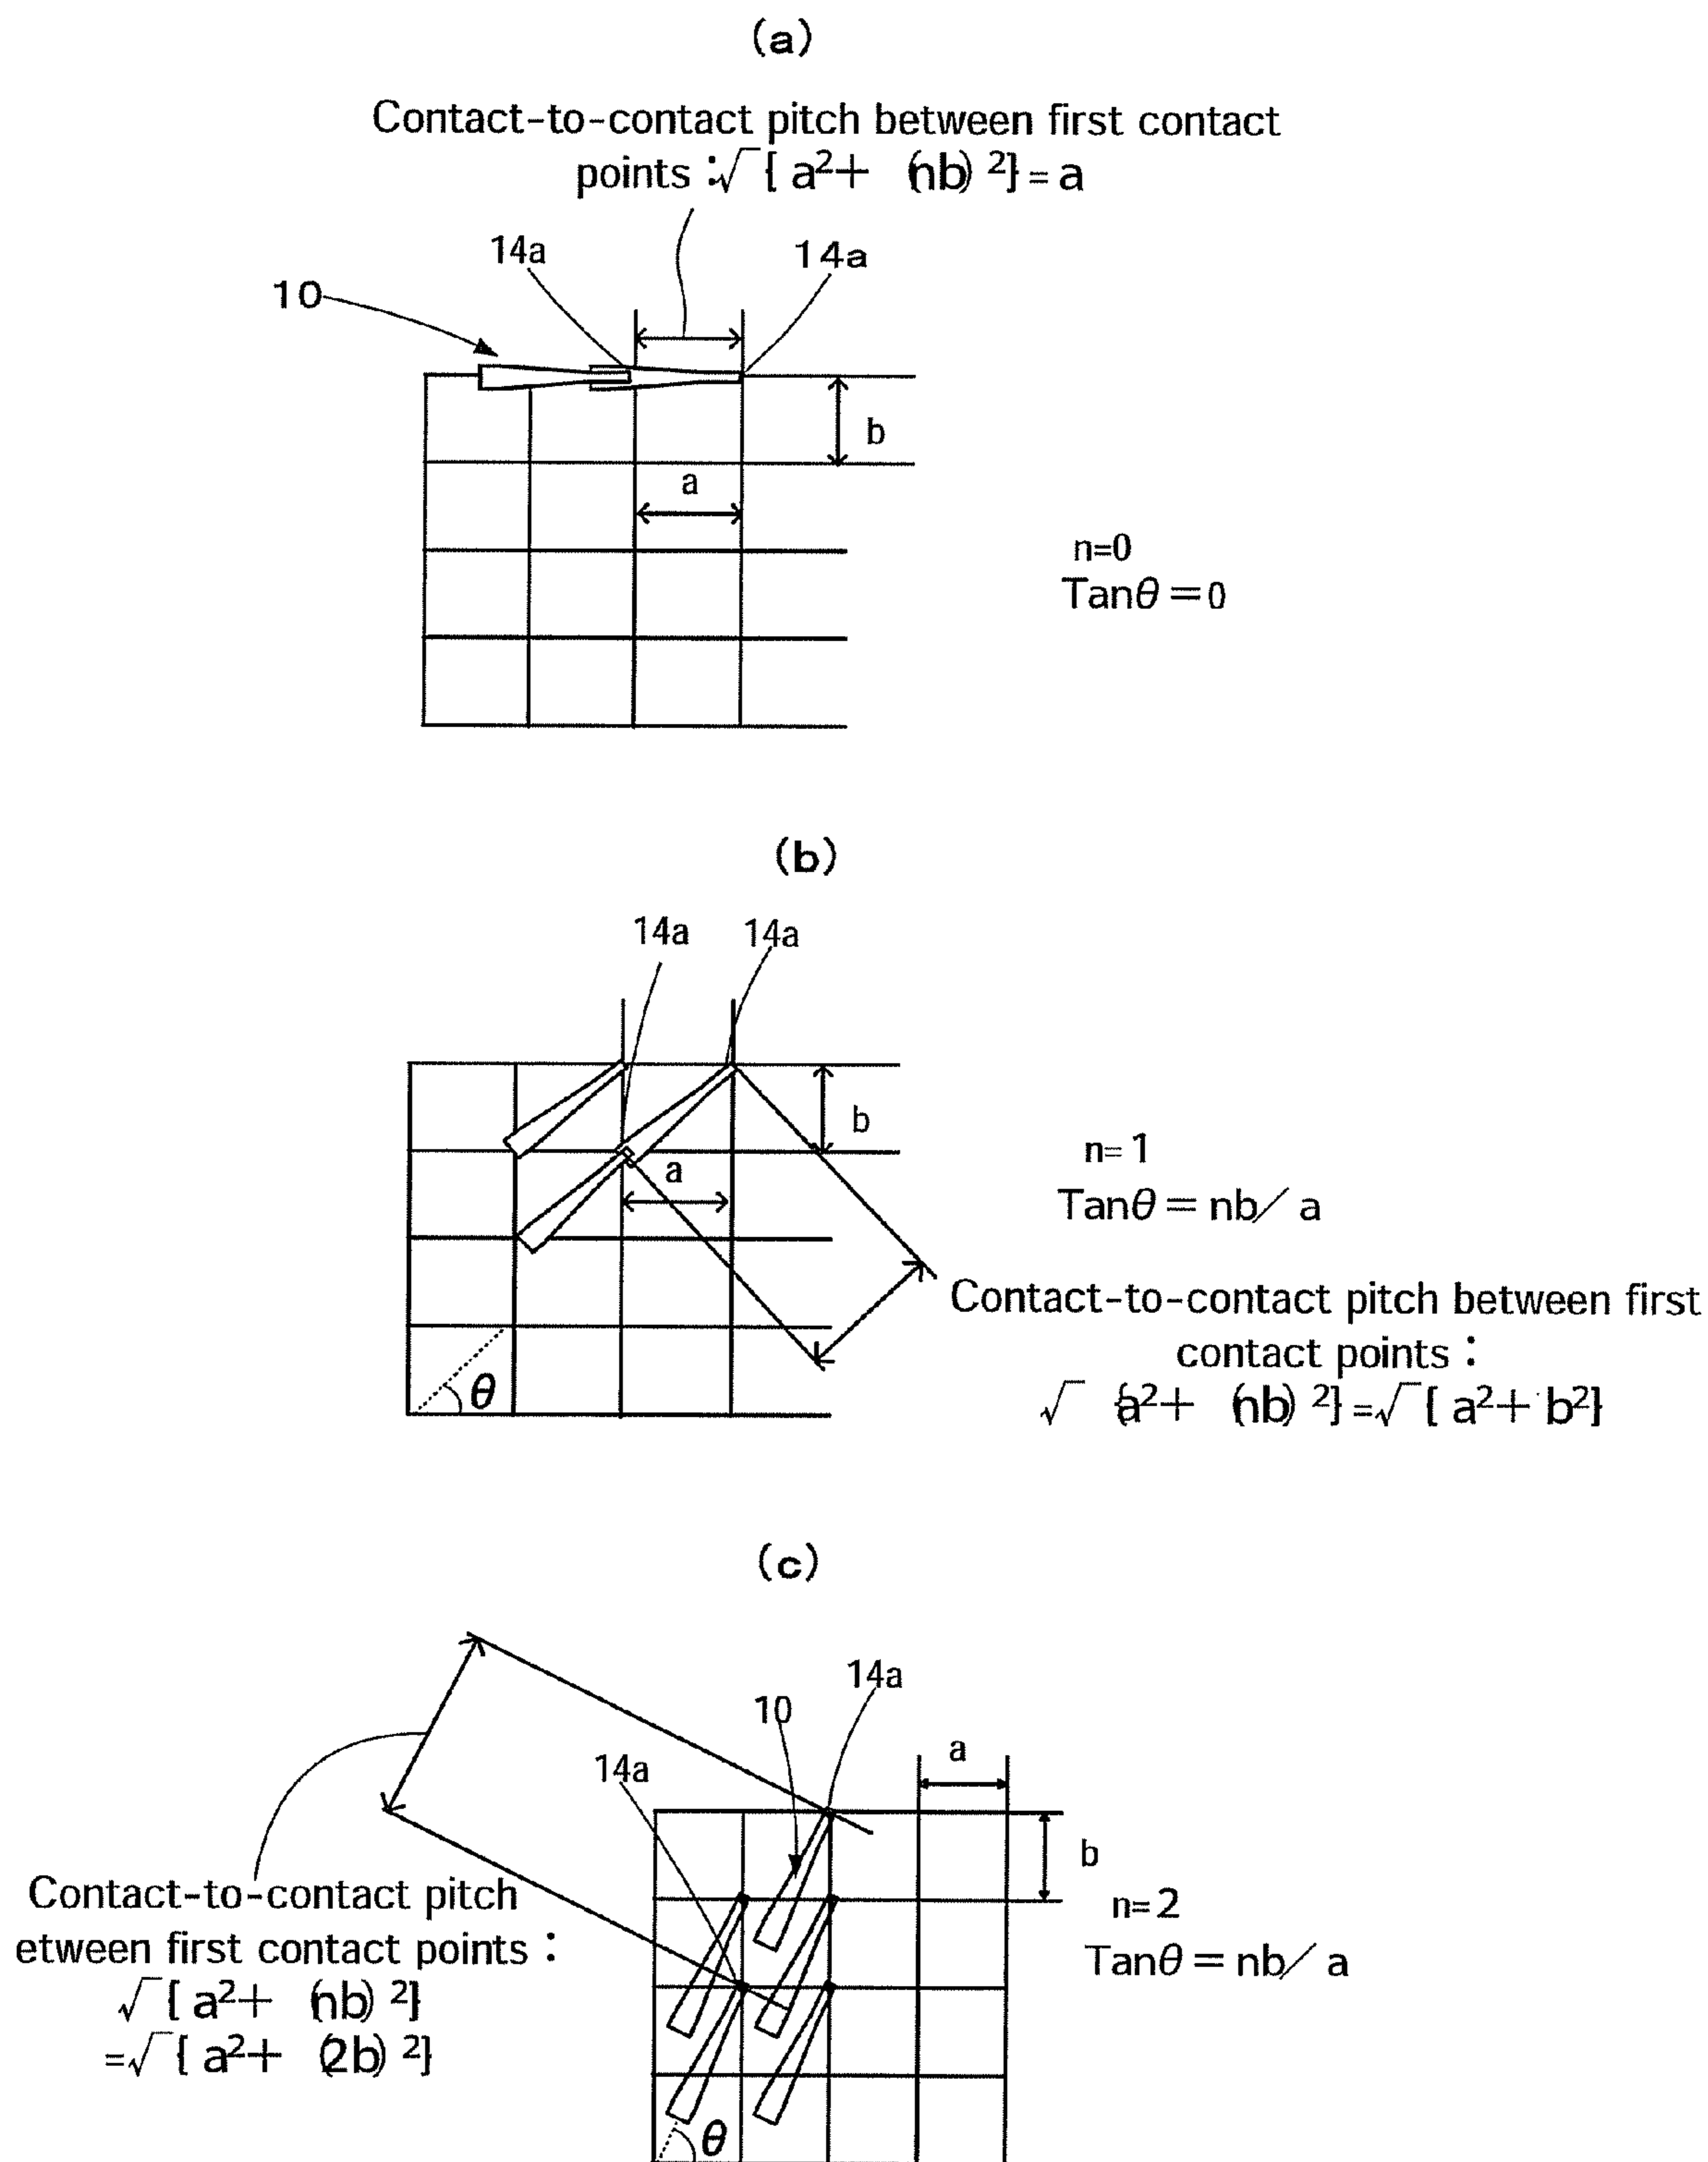 (a)
Contact-to-contact pitch between first contact
points :√[ a²+ (nb) ²] = a
14a
14a
10
b
a
n=0
Tanθ = 0
(b)
14a
14a
b
a
n= 1
Tanθ = nb/ a
Contact-to-contact pitch between first
contact points :
√ {a²+ (nb) ²] =√ [ a²+ b²]
θ
(c)
14a
10
14a
a
b
n= 2
Tanθ = nb/ a
Contact-to-contact pitch
etween first contact points :
√ [ a²+ (nb) ²]
=√ [ a²+ (2b) ²]
θ